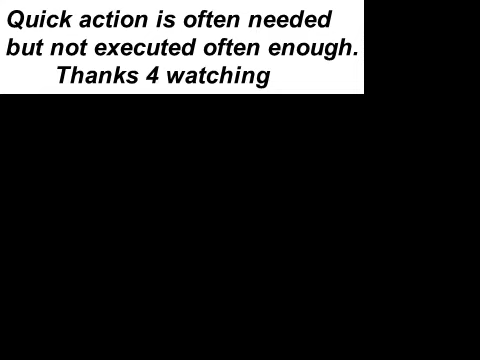 Quick action is often needed
but not executed often enough.
Thanks 4 watching